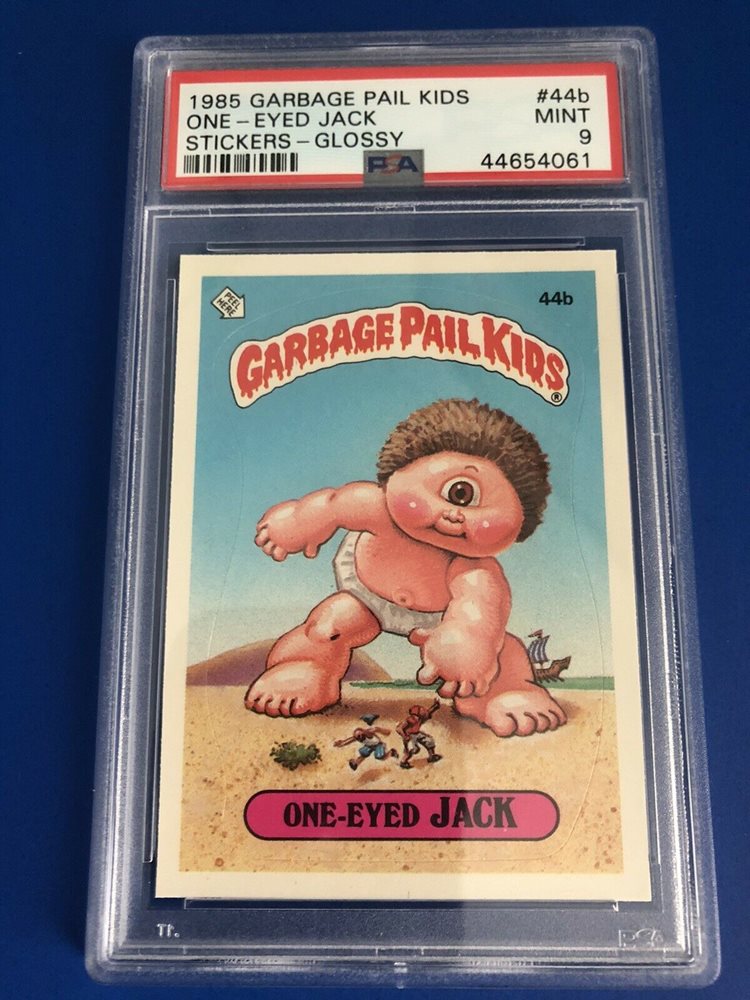 1985 GARBAGE PAIL KIDS #44b
ONE-EYED JACK MINT
STICKERS-GLOSSY 9
PSA 44654061
PEEL
HERE
44b
GARBAGE PAIL KIDS
®
ONE-EYED JACK
PSA